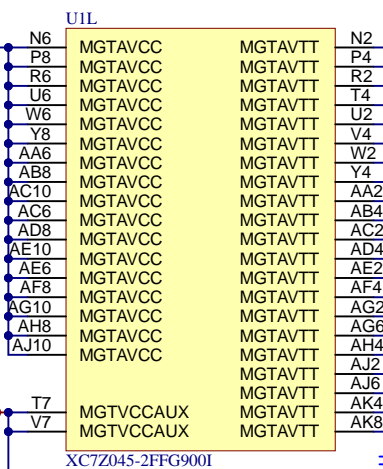 U1L
N6 MGTAVCC MGTAVTT N2
P8 MGTAVCC MGTAVTT P4
R6 MGTAVCC MGTAVTT R2
U6 MGTAVCC MGTAVTT T4
W6 MGTAVCC MGTAVTT U2
Y8 MGTAVCC MGTAVTT V4
AA6 MGTAVCC MGTAVTT W2
AB8 MGTAVCC MGTAVTT Y4
AC10 MGTAVCC MGTAVTT AA2
AC6 MGTAVCC MGTAVTT AB4
AD8 MGTAVCC MGTAVTT AC2
AE10 MGTAVCC MGTAVTT AD4
AE6 MGTAVCC MGTAVTT AE2
AF8 MGTAVCC MGTAVTT AF4
AG10 MGTAVCC MGTAVTT AG2
AH8 MGTAVCC MGTAVTT AG6
AJ10 MGTAVCC MGTAVTT AH4
MGTAVTT AJ2
MGTAVTT AJ6
T7 MGTVCCAUX MGTAVTT AK4
V7 MGTVCCAUX MGTAVTT AK8
XC7Z045-2FFG900I